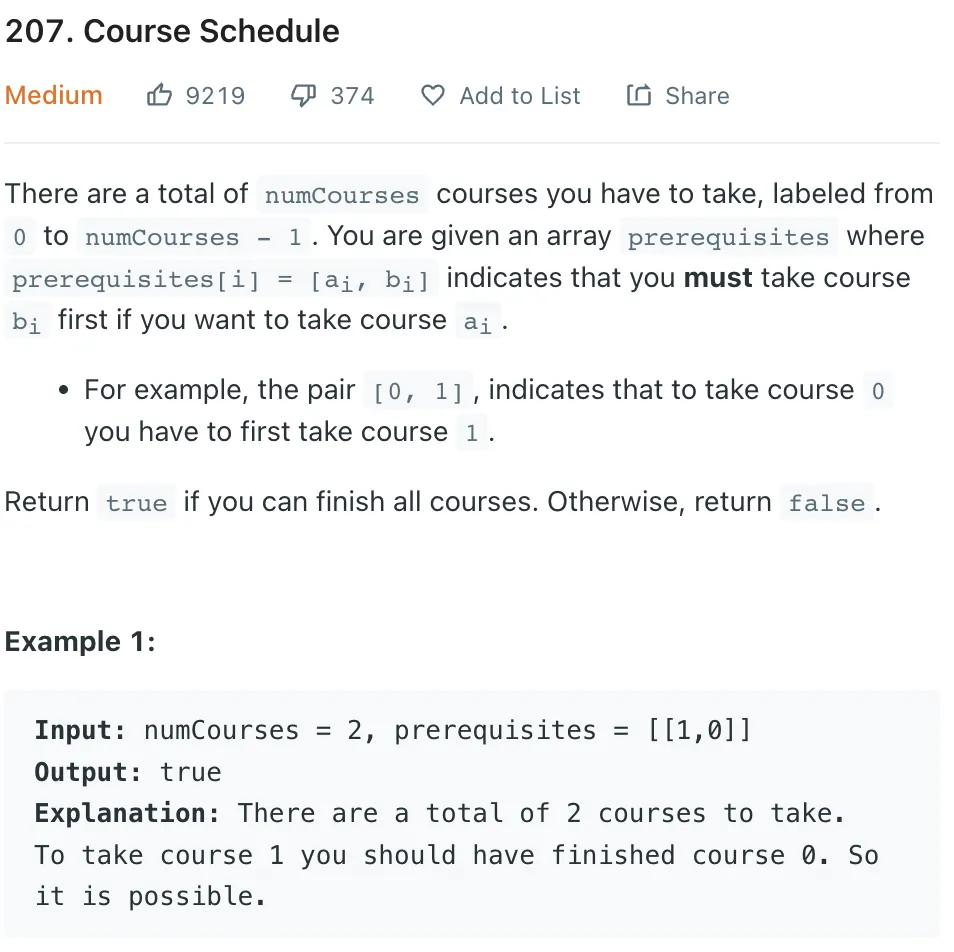 207. Course Schedule
Medium 9219 374 Add to List Share
There are a total of numCourses courses you have to take, labeled from
0 to numCourses - 1. You are given an array prerequisites where
prerequisites[i] = [ai, bi] indicates that you must take course
bi first if you want to take course ai.
• For example, the pair [0, 1], indicates that to take course 0
you have to first take course 1.
Return true if you can finish all courses. Otherwise, return false.
Example 1:
Input: numCourses = 2, prerequisites = [[1,0]]
Output: true
Explanation: There are a total of 2 courses to take.
To take course 1 you should have finished course 0. So
it is possible.